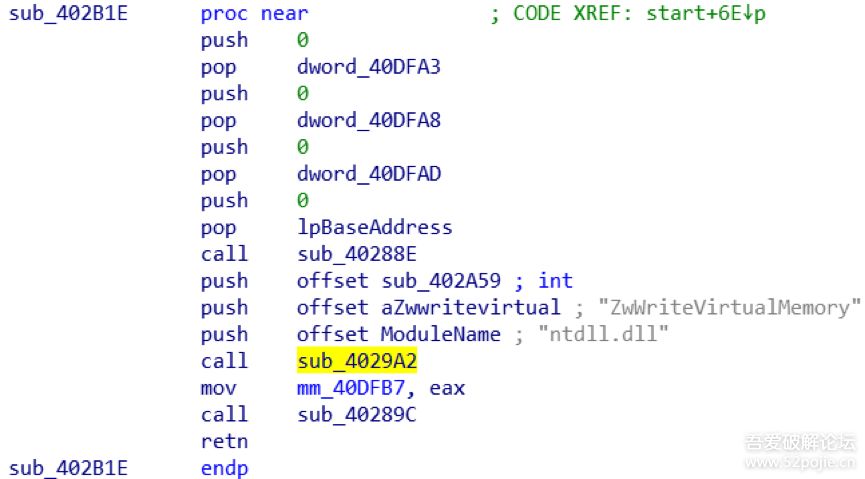 sub_402B1E proc near ; CODE XREF: start+6E↓p
push 0
pop dword_40DFA3
push 0
pop dword_40DFA8
push 0
pop dword_40DFAD
push 0
pop lpBaseAddress
call sub_40288E
push offset sub_402A59 ; int
push offset aZwwritevirtual ; "ZwWriteVirtualMemory"
push offset ModuleName ; "ntdll.dll"
call sub_4029A2
mov mm_40DFB7, eax
call sub_40289C
retn
sub_402B1E endp
吾爱破解论坛
www.52pojie.cn